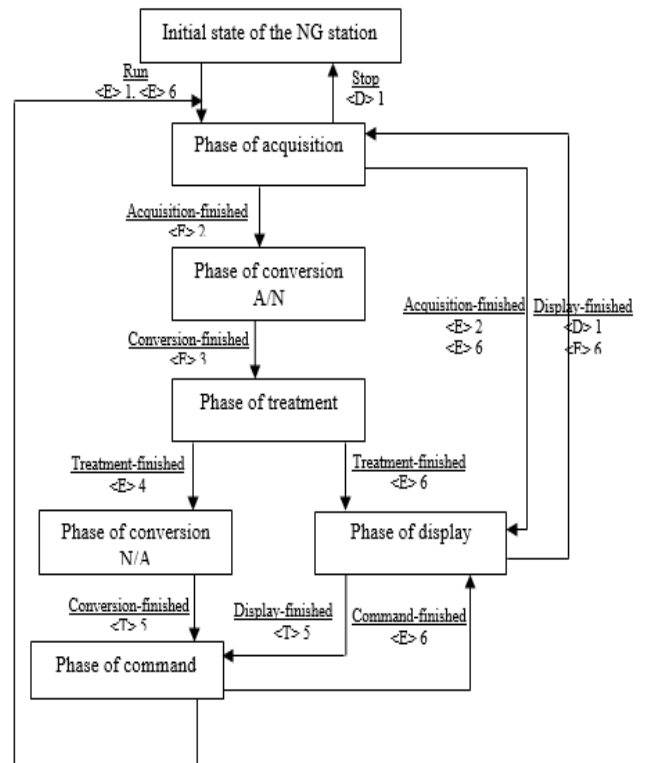 Initial state of the NG station
Run
<E> 1. <E> 6
Stop
<D> 1
Phase of acquisition
Acquisition-finished
<E> 2
Phase of conversion
A/N
Acquisition-finished
<E> 2
<E> 6
Display-finished
<D> 1
<E> 6
Conversion-finished
<E> 3
Phase of treatment
Treatment-finished
<E> 4
Treatment-finished
<E> 6
Phase of conversion
N/A
Phase of display
Conversion-finished
<T> 5
Display-finished
<T> 5
Command-finished
<E> 6
Phase of command